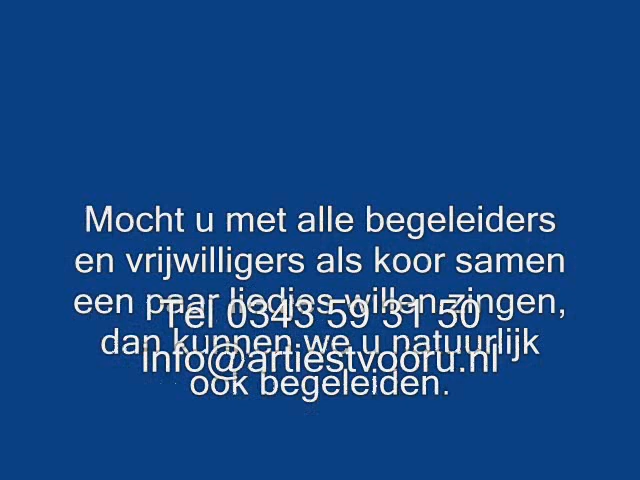 Mocht u met alle begeleiders
en vrijwilligers als koor samen
een paar liedjes willen zingen,
Tel 0343 59 31 50
dan kunnen we u natuurlijk
info@artiestvooru.nl
ook begeleiden.